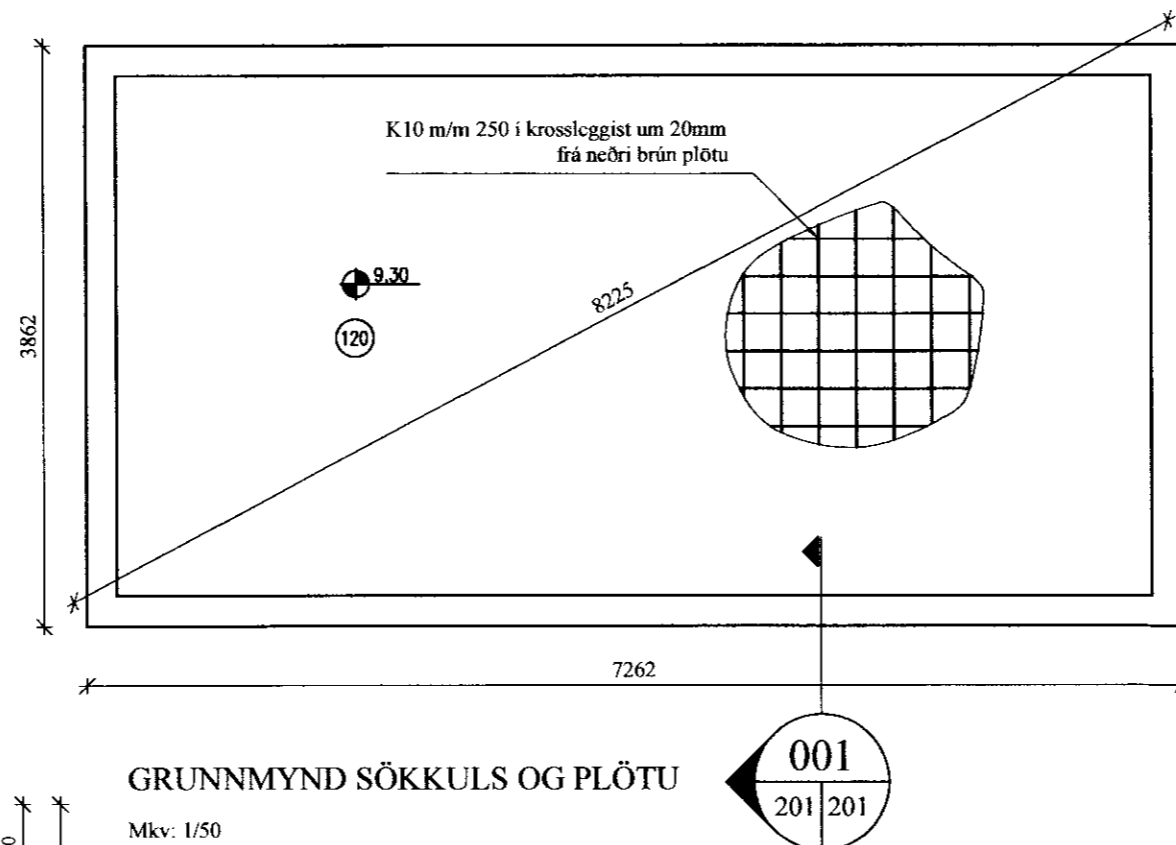 K10 m/m 250 í krossleggist um 20mm
frá neðri brún plötu
9.30
120
8225
3862
7262
GRUNNMYND SÖKKULS OG PLÖTU
Mkv: 1/50
001
201 201